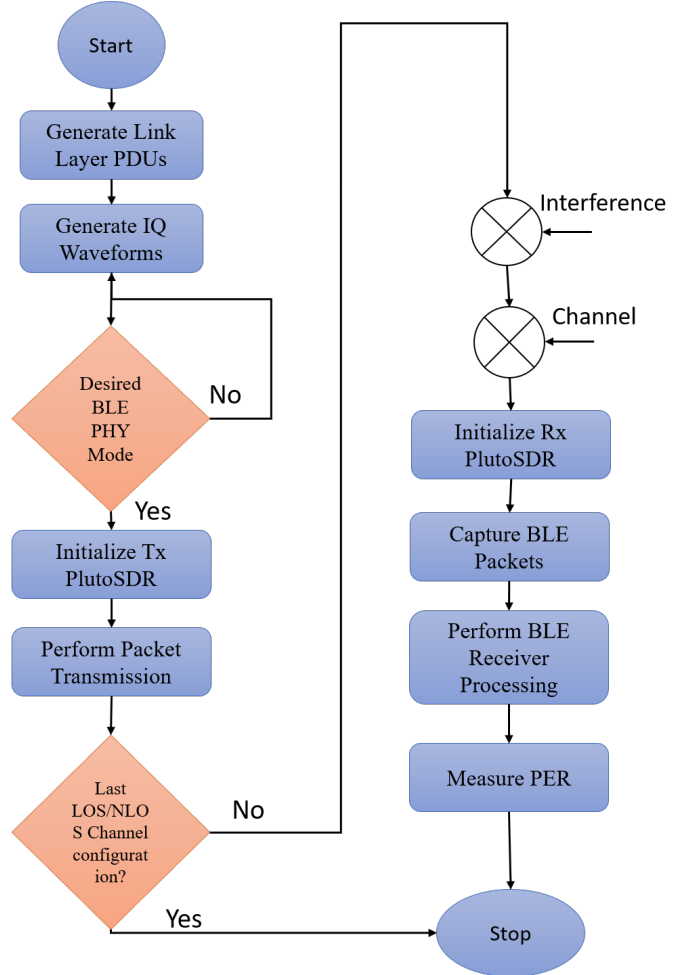 Start
Generate Link
Layer PDUs
Generate IQ
Waveforms
Desired
BLE
PHY
Mode
No
Yes
Initialize Tx
PlutoSDR
Perform Packet
Transmission
Last
LOS/NLO
S Channel
configurat
ion?
No
Yes
Interference
Channel
Initialize Rx
PlutoSDR
Capture BLE
Packets
Perform BLE
Receiver
Processing
Measure PER
Stop